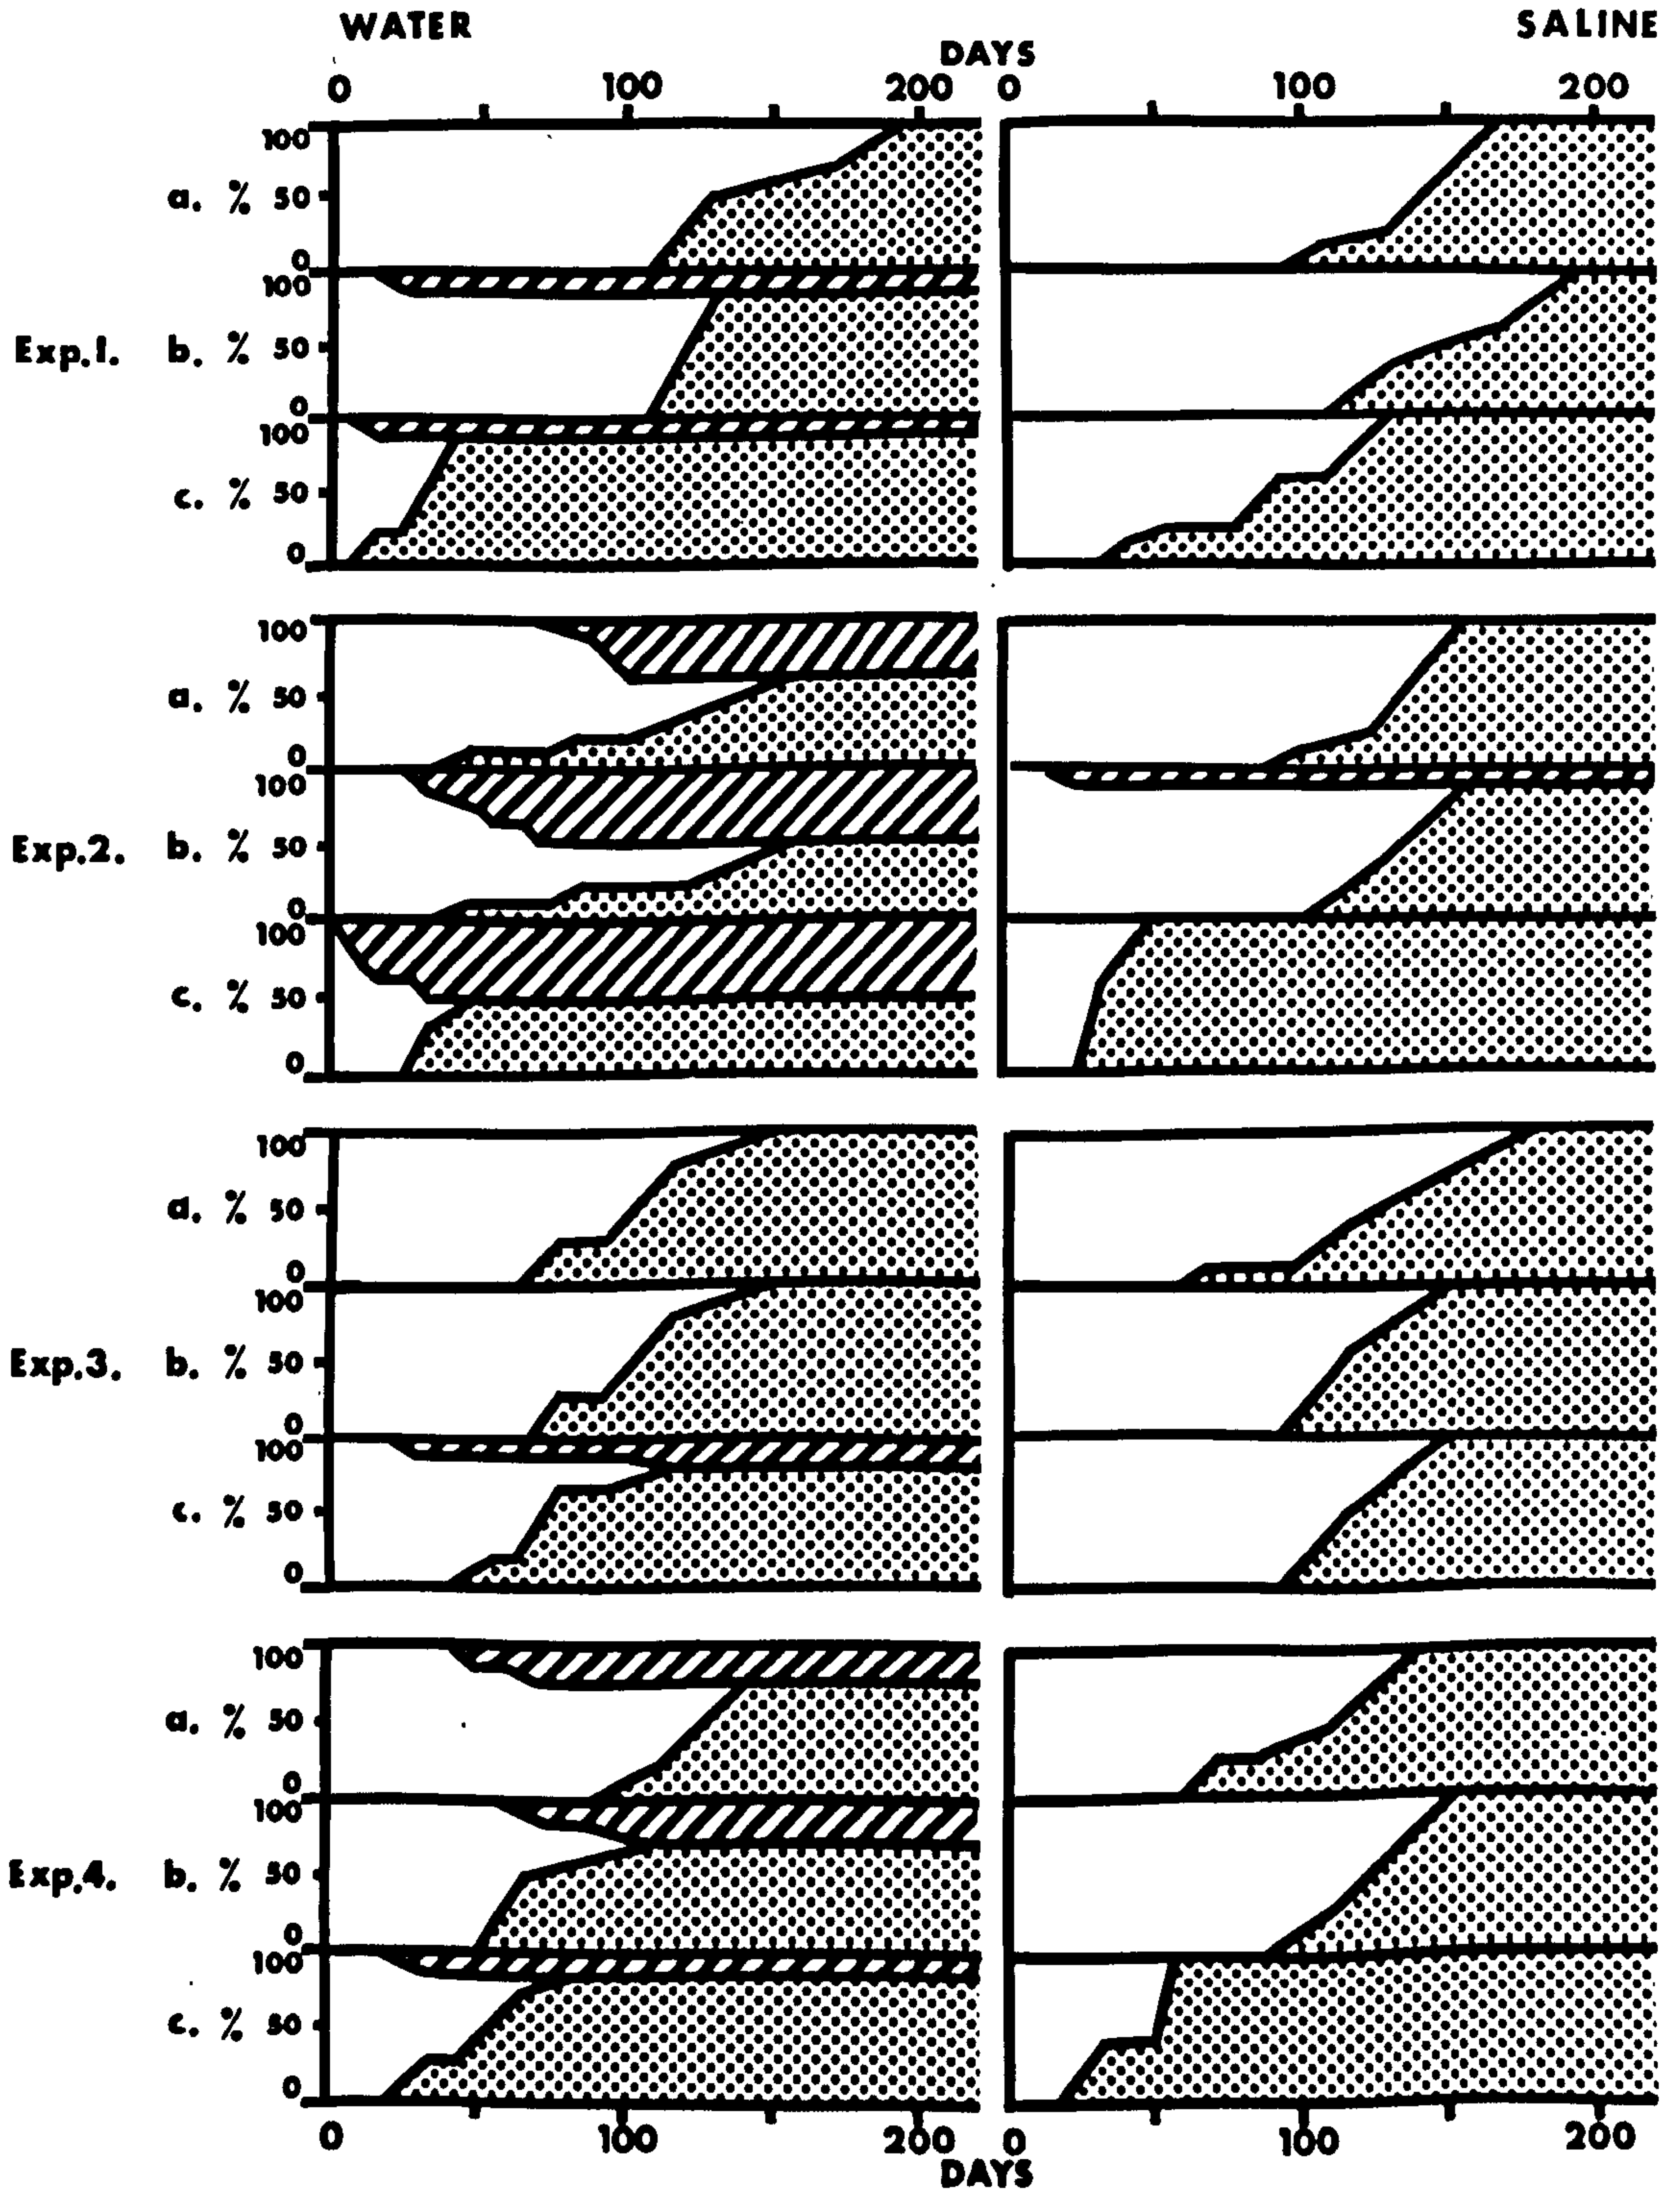 WATER SALINE
DAYS
0 100 200 0 100 200
100
a. % 50
0
100
Exp.1. b. % 50
0
100
c. % 50
0
100
a. % 50
0
100
Exp.2. b. % 50
0
100
c. % 50
0
100
a. % 50
0
100
Exp.3. b. % 50
0
100
c. % 50
0
100
a. % 50
0
100
Exp.4. b. % 50
0
100
c. % 50
0
0 100 200 0 100 200
DAYS